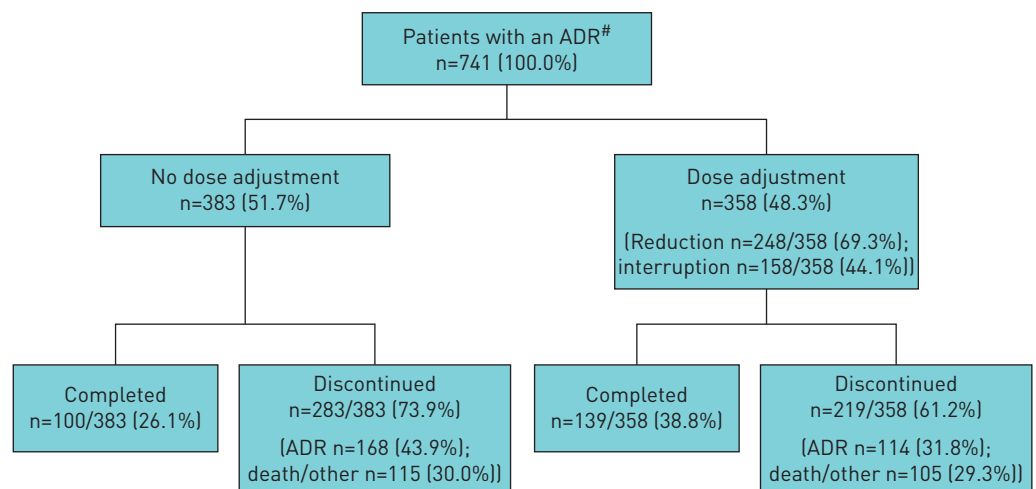 Patients with an ADR#
n=741 (100.0%)
No dose adjustment
n=383 (51.7%)
Dose adjustment
n=358 (48.3%)
(Reduction n=248/358 (69.3%);
interruption n=158/358 (44.1%))
Completed
n=100/383 (26.1%)
Discontinued
n=283/383 (73.9%)
(ADR n=168 (43.9%);
death/other n=115 (30.0%))
Completed
n=139/358 (38.8%)
Discontinued
n=219/358 (61.2%)
(ADR n=114 (31.8%);
death/other n=105 (29.3%))